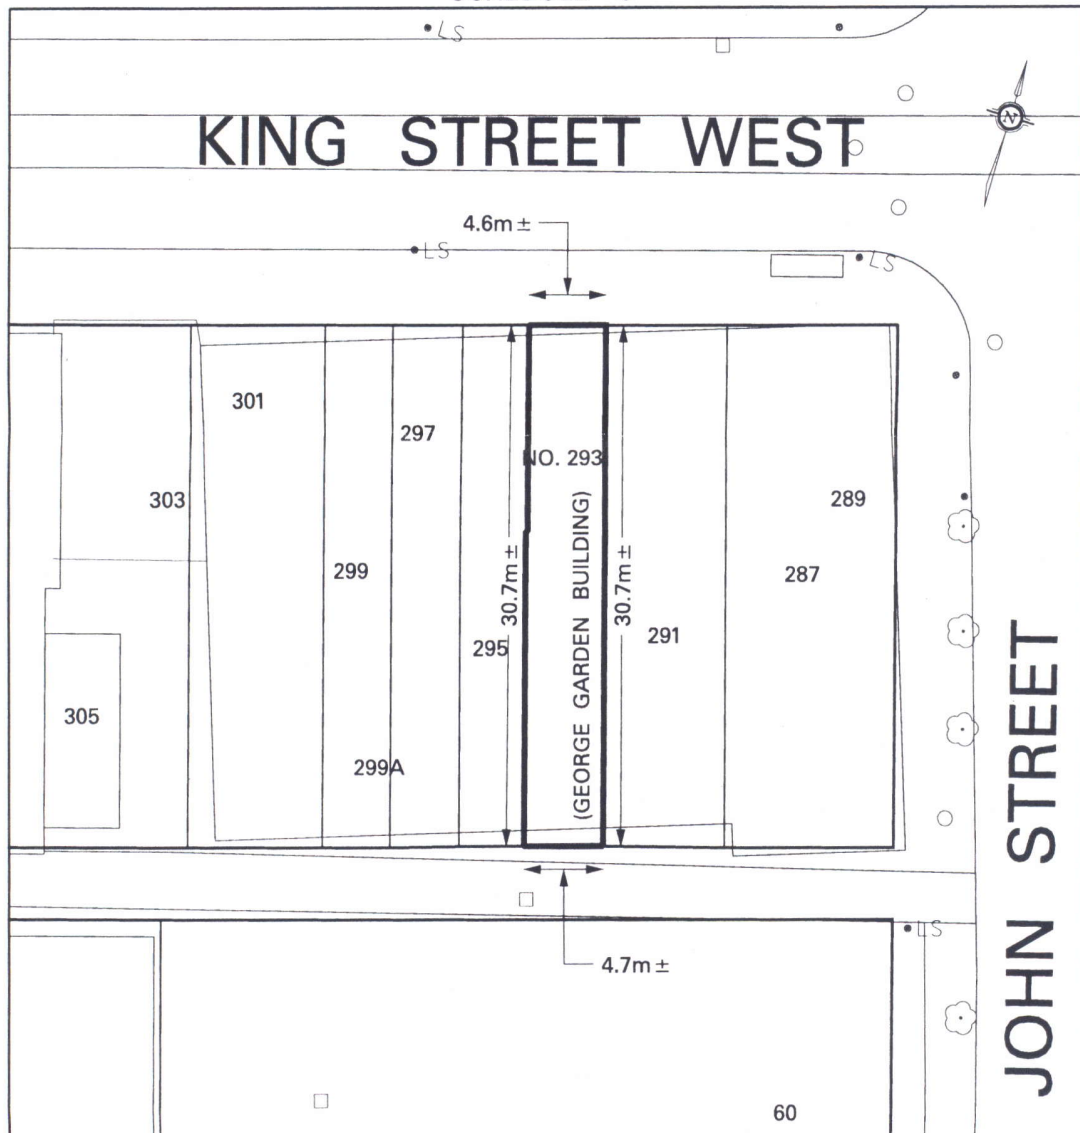 LS
N
KING STREET WEST
4.6m ±
LS
LS
301
297
NO. 293
303
289
299
30.7m ±
(GEORGE GARDEN BUILDING)
30.7m ±
287
291
295
305
299A
JOHN STREET
LS
4.7m ±
60